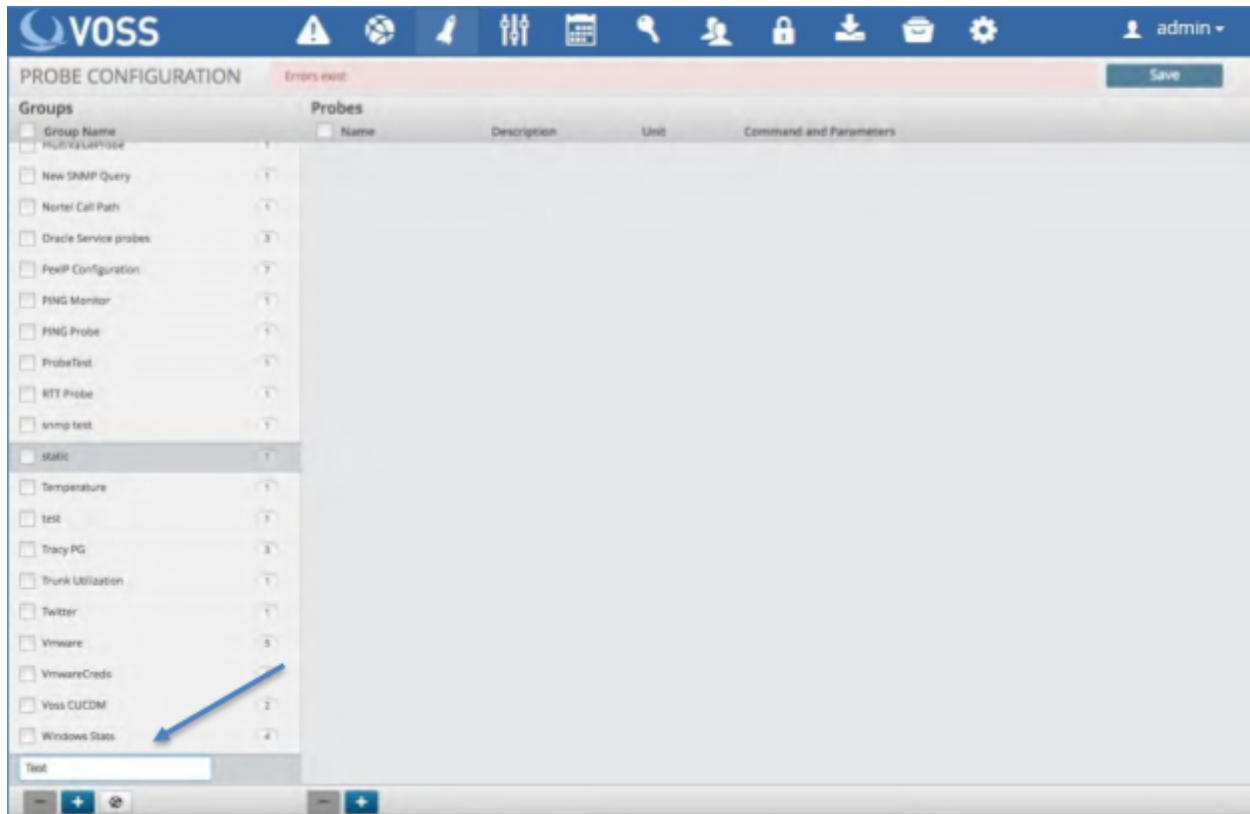 VOSS
admin
PROBE CONFIGURATION Errors exist Save
Groups Probes
Group Name Name Description Unit Command and Parameters
MultiValueProbe 1
New SNMP Query 1
Nortel Call Path 1
Oracle Service probes 3
PexIP Configuration 7
PING Monitor 1
PING Probe 1
ProbeTest 1
RTT Probe 1
snmp test 1
static 1
Temperature 1
test 1
Tracy PG 3
Trunk Utilization 1
Twitter 1
Vmware 5
VmwareCreds
Voss CUCDM 2
Windows Stats 4
Test